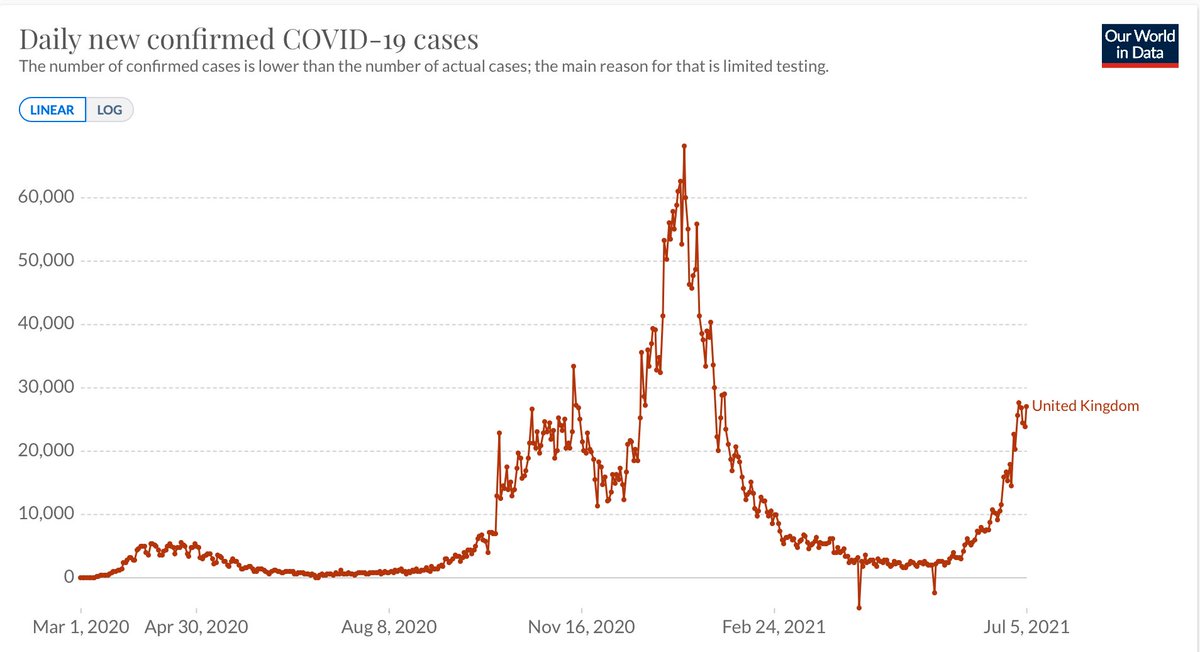 Daily new confirmed COVID-19 cases
The number of confirmed cases is lower than the number of actual cases; the main reason for that is limited testing.
Our World
in Data
LINEAR LOG
60,000
50,000
40,000
30,000
United Kingdom
20,000
10,000
0
Mar 1, 2020 Apr 30, 2020 Aug 8, 2020 Nov 16, 2020 Feb 24, 2021 Jul 5, 2021